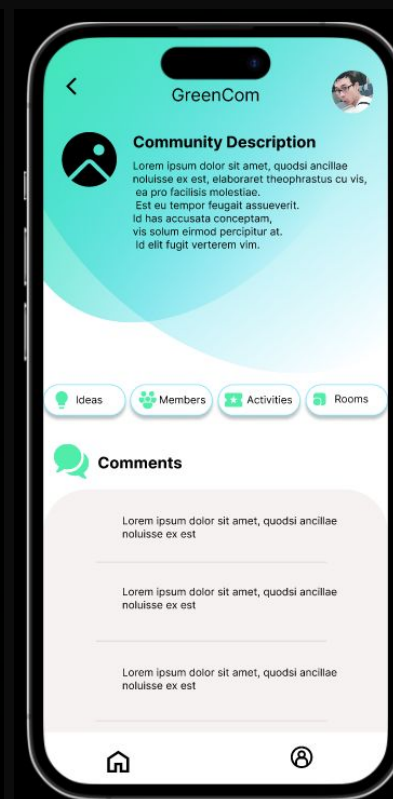 GreenCom
Community Description
Lorem ipsum dolor sit amet, quodsi ancillae
noluisse ex est, elaboraret theophrastus cu vis,
ea pro facilisis molestiae.
Est eu tempor feugait assueverit.
Id has accusata conceptam,
vis solum eirmod percipitur at.
Id elit fugit verterem vim.
Ideas
Members
Activities
Rooms
Comments
Lorem ipsum dolor sit amet, quodsi ancillae
noluisse ex est
Lorem ipsum dolor sit amet, quodsi ancillae
noluisse ex est
Lorem ipsum dolor sit amet, quodsi ancillae
noluisse ex est